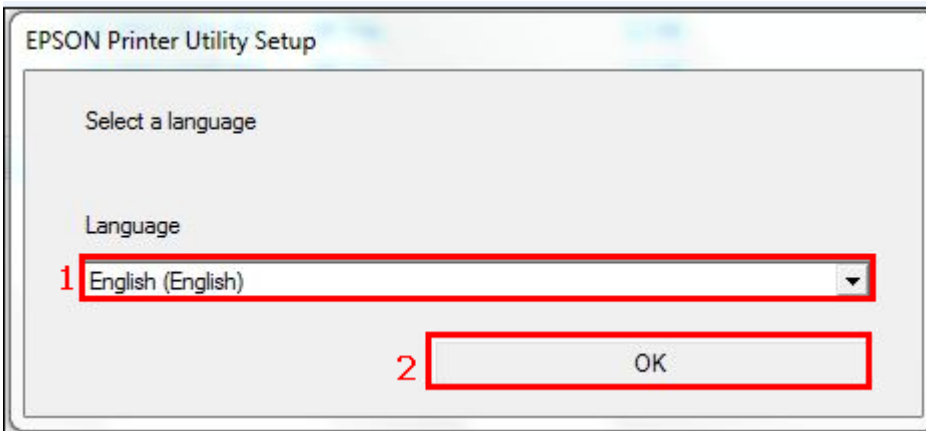 EPSON Printer Utility Setup
Select a language
Language
1 English (English)
2 OK